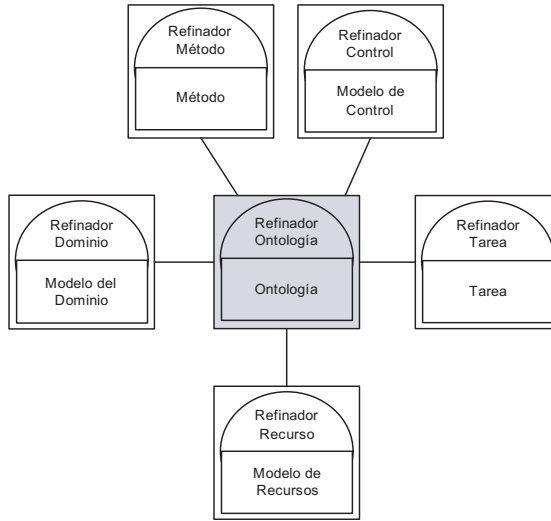 Refinador
Método
Método
Refinador
Control
Modelo de
Control
Refinador
Dominio
Modelo del
Dominio
Refinador
Ontología
Ontología
Refinador
Tarea
Tarea
Refinador
Recurso
Modelo de
Recursos